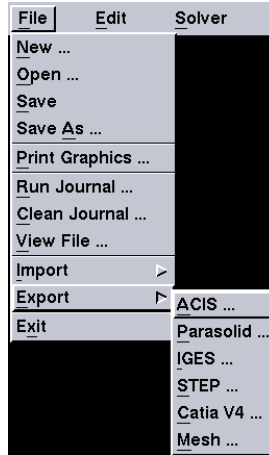 File Edit Solver
New ...
Open ...
Save
Save As ...
Print Graphics ...
Run Journal ...
Clean Journal ...
View File ...
Import
Export
Exit
ACIS ...
Parasolid ...
IGES ...
STEP ...
Catia V4 ...
Mesh ...